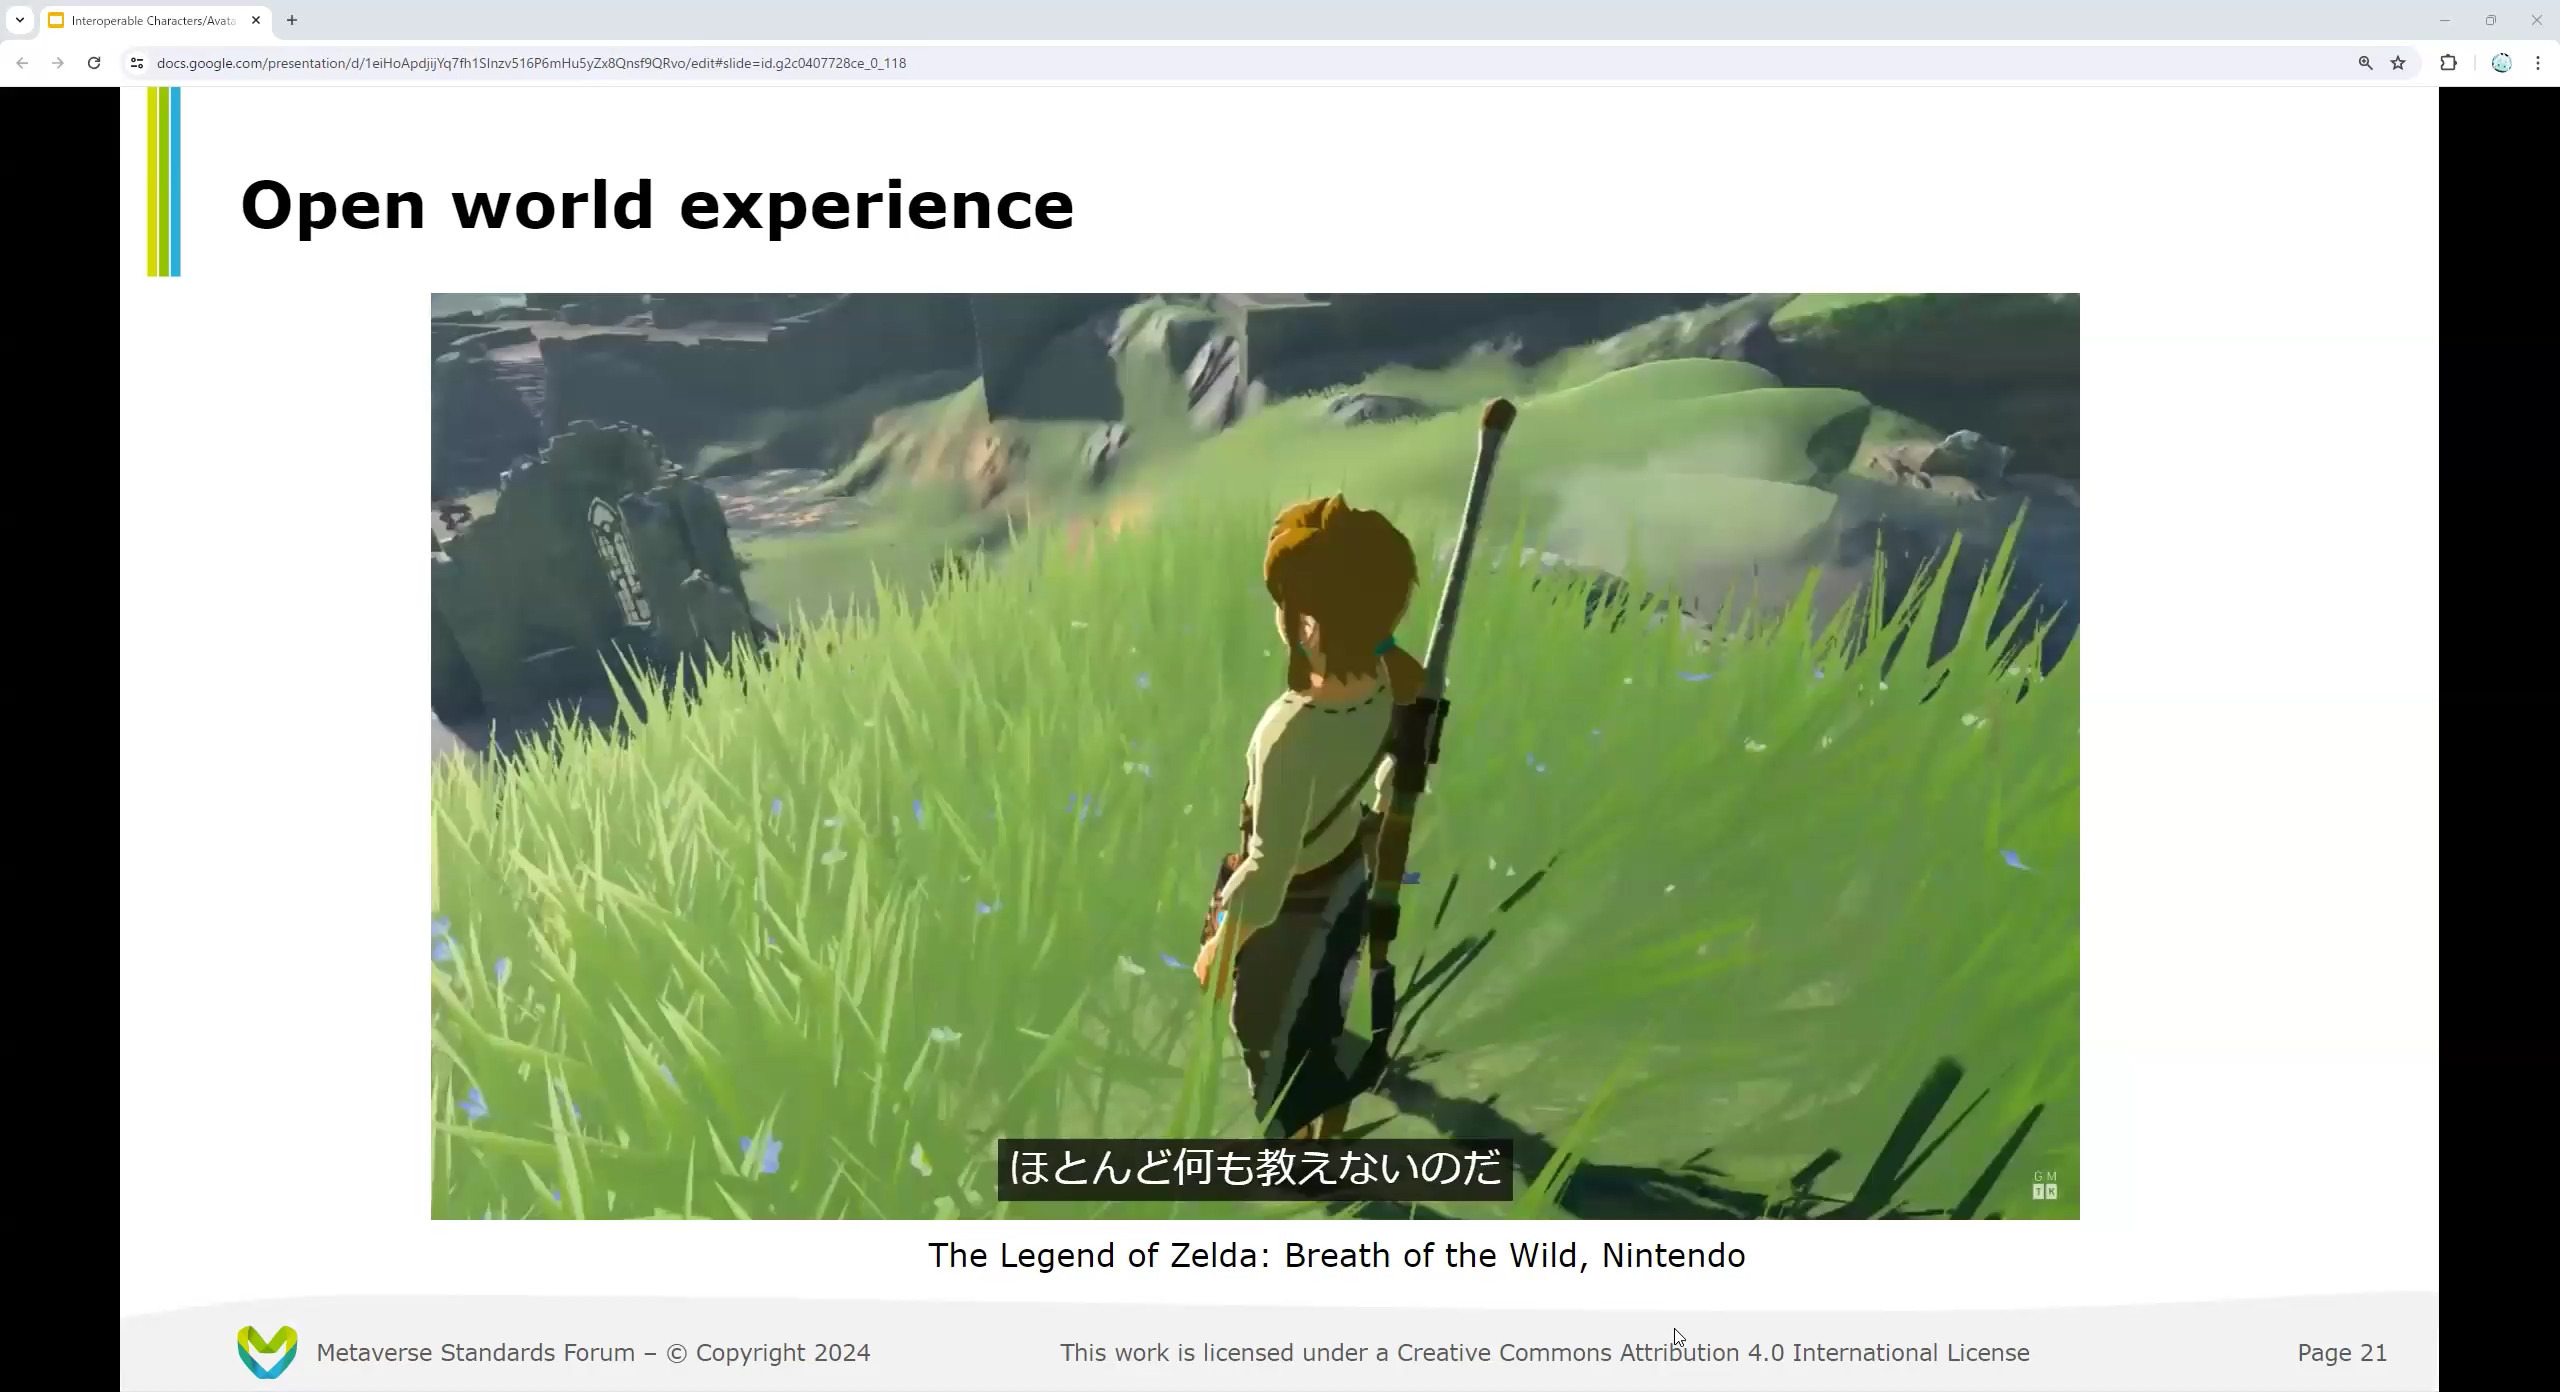 Interoperable Characters/Avata
docs.google.com/presentation/d/1eiHoApdjijYq7fh1SInzv516P6mHu5yZx8Qnsf9QRvo/edit#slide=id.g2c0407728ce_0_118
Open world experience
ほとんど何も教えないのだ
GM
TK
The Legend of Zelda: Breath of the Wild, Nintendo
Metaverse Standards Forum – © Copyright 2024
This work is licensed under a Creative Commons Attribution 4.0 International License
Page 21